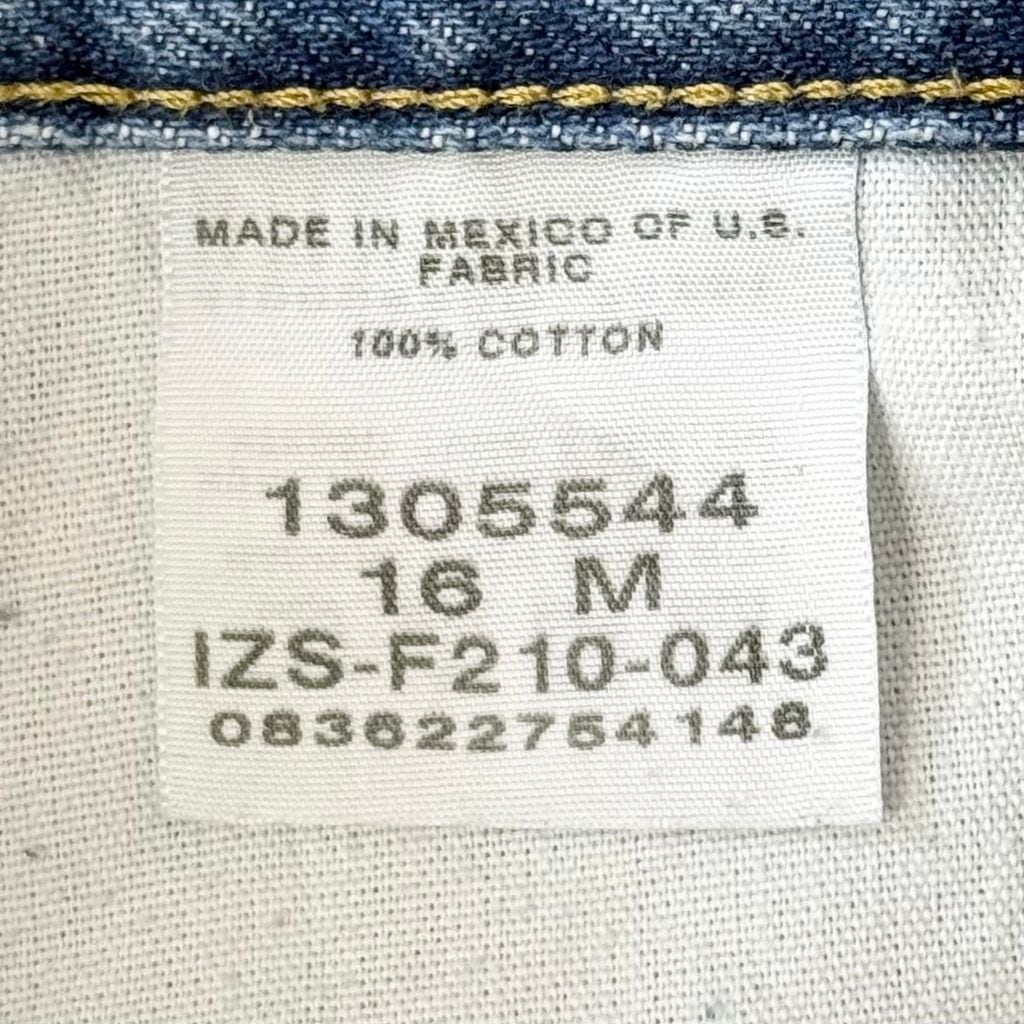 MADE IN MEXICO OF U.S.
FABRIC
100% COTTON
1305544
16 M
IZS-F210-043
083622754148